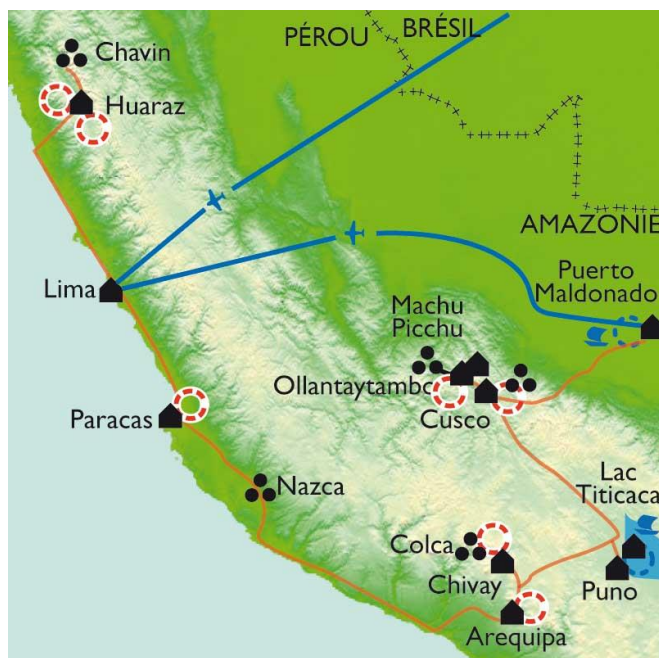 PÉROU
BRÉSIL
Chavin
Huaraz
AMAZONIE
Puerto
Maldonado
Lima
Machu
Picchu
Ollantaytambo
Cusco
Paracas
Nazca
Lac
Titicaca
Colca
Chivay
Puno
Arequipa